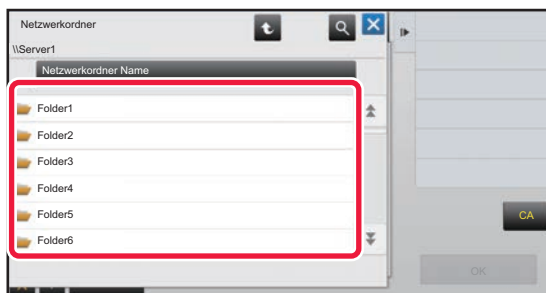 Netzwerkordner
\\Server1
Netzwerkordner Name
Folder1
Folder2
Folder3
Folder4
Folder5
Folder6
CA
OK